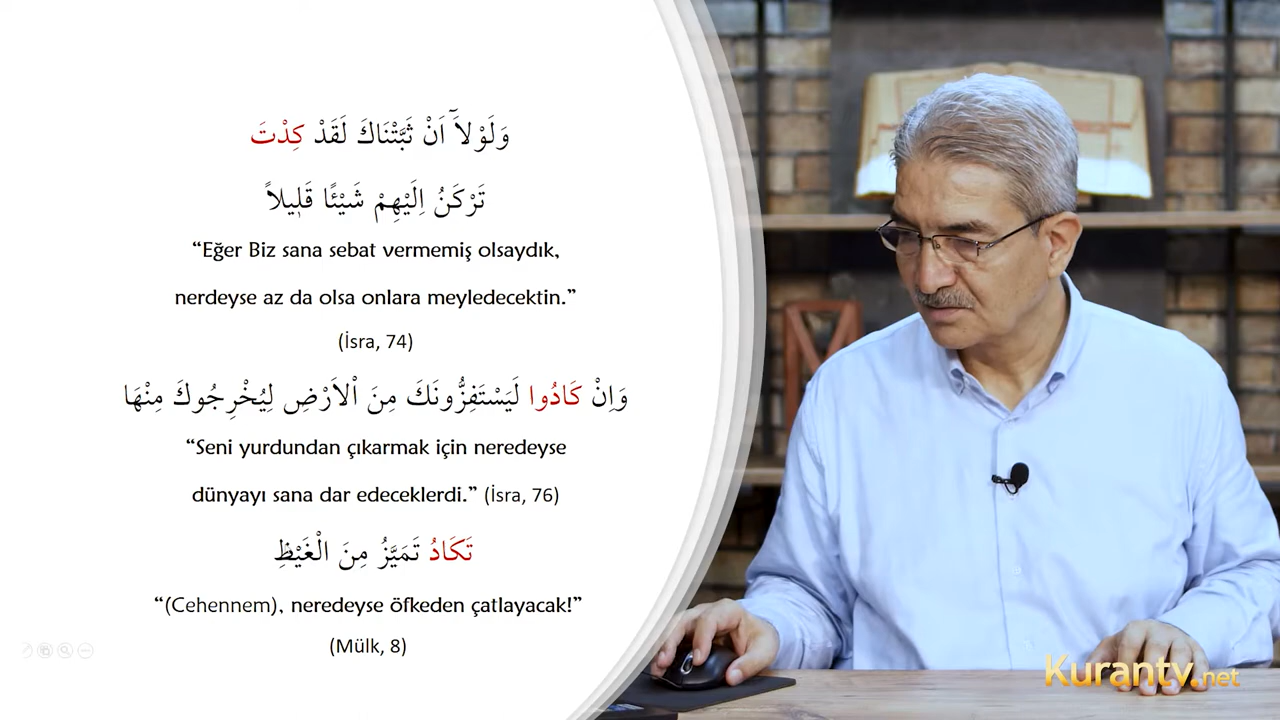 وَلَوْلَٓا اَنْ ثَبَّتْنَاكَ لَقَدْ كِدْتَ
تَرْكَنُ اِلَيْهِمْ شَيْئًا قَل۪يلاً
“Eğer Biz sana sebat vermemiş olsaydık,
nerdeyse az da olsa onlara meyledecektin.”
(İsra, 74)
وَاِنْ كَادُوا لَيَسْتَفِزُّونَكَ مِنَ الْاَرْضِ لِيُخْرِجُوكَ مِنْهَا
“Seni yurdundan çıkarmak için neredeyse
dünyayı sana dar edeceklerdi.” (İsra, 76)
تَكَادُ تَمَيَّزُ مِنَ الْغَيْظِ
“(Cehennem), neredeyse öfkeden çatlayacak!”
(Mülk, 8)
Kurantv.net